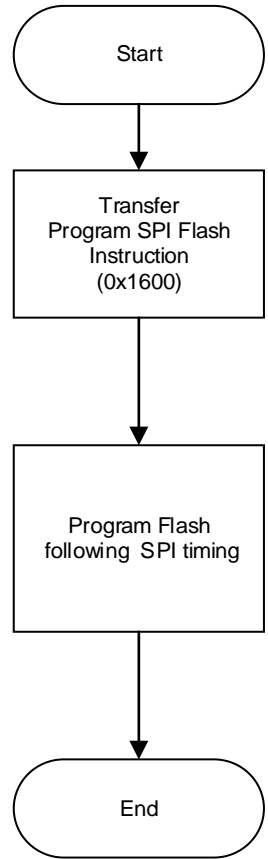 Start
Transfer
Program SPI Flash
Instruction
(0x1600)
Program Flash
following SPI timing
End